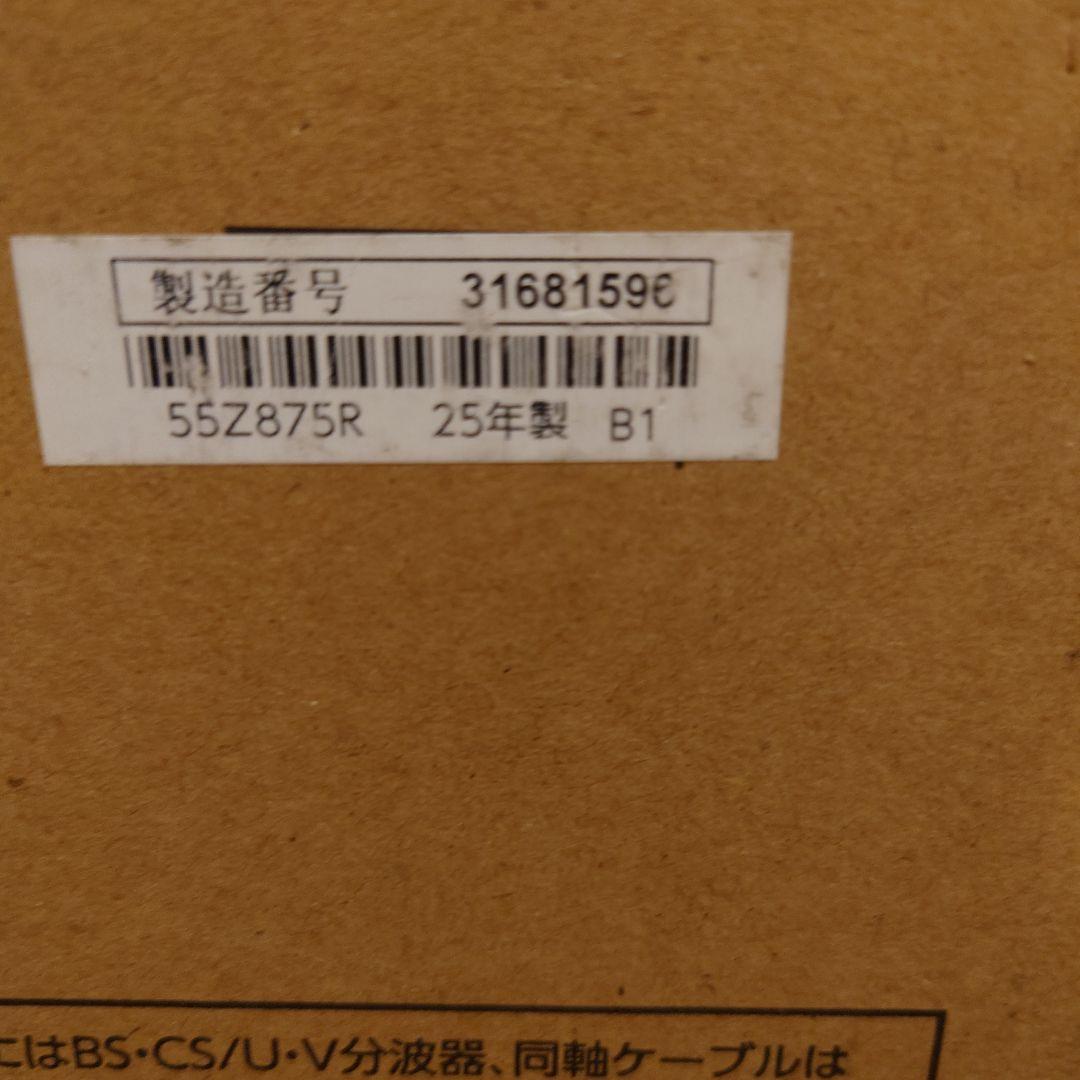 製造番号 31681596
55Z875R 25年製 B1
にはBS・CS/U・V分波器、同軸ケーブルは